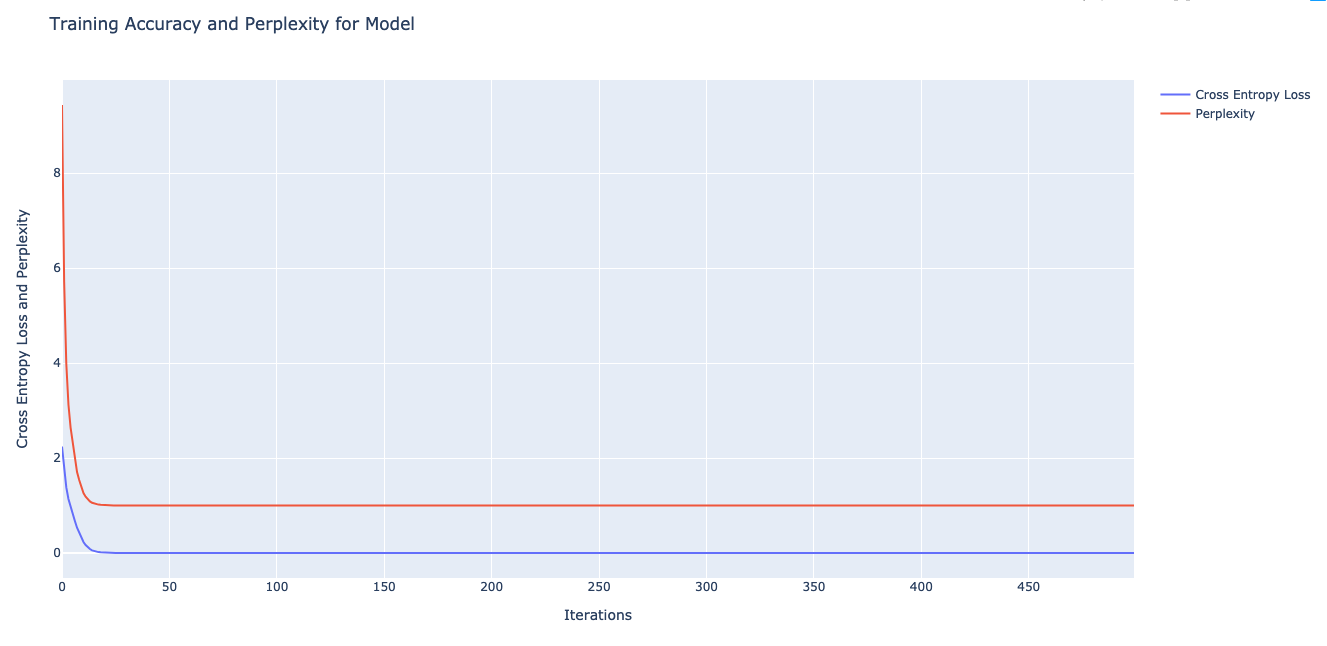 Training Accuracy and Perplexity for Model
Cross Entropy Loss
Perplexity
Cross Entropy Loss and Perplexity
8
6
4
2
0
0 50 100 150 200 250 300 350 400 450
Iterations